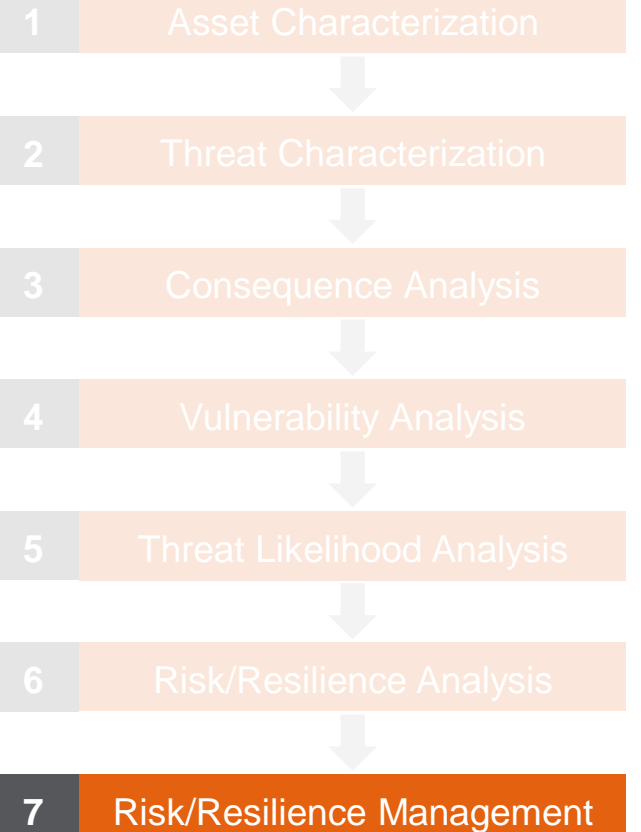 1 Asset Characterization
2 Threat Characterization
3 Consequence Analysis
4 Vulnerability Analysis
5 Threat Likelihood Analysis
6 Risk/Resilience Analysis
7 Risk/Resilience Management